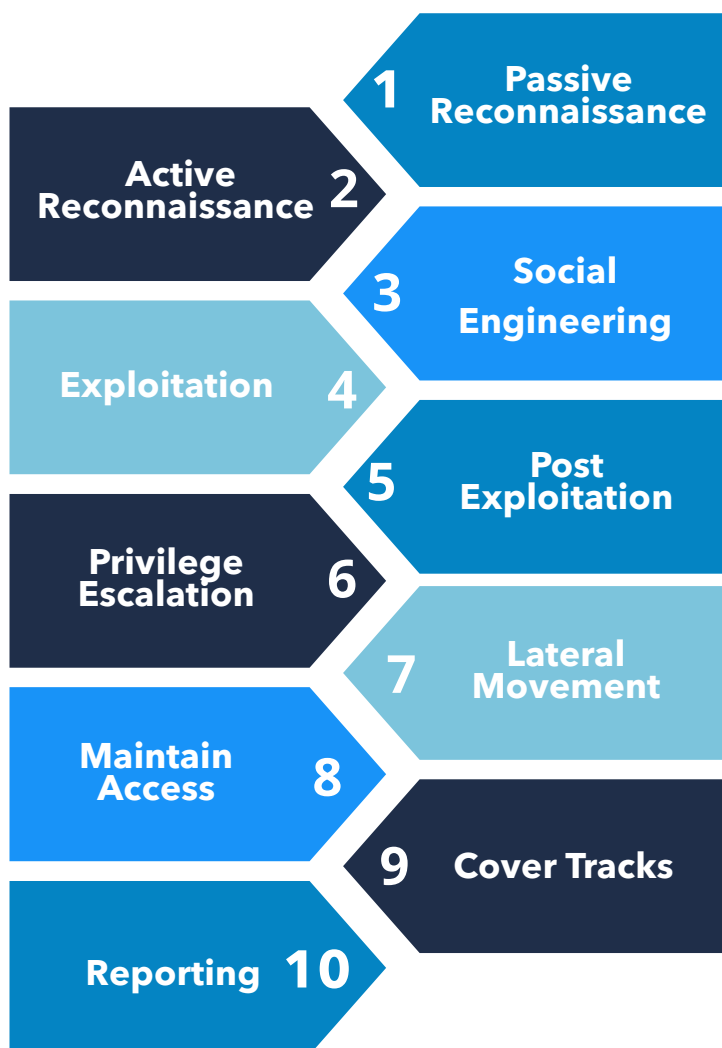 1
Passive
Reconnaissance
Active
Reconnaissance
2
3
Social
Engineering
Exploitation
4
5
Post
Exploitation
Privilege
Escalation
6
7
Lateral
Movement
Maintain
Access
8
9
Cover Tracks
Reporting
10